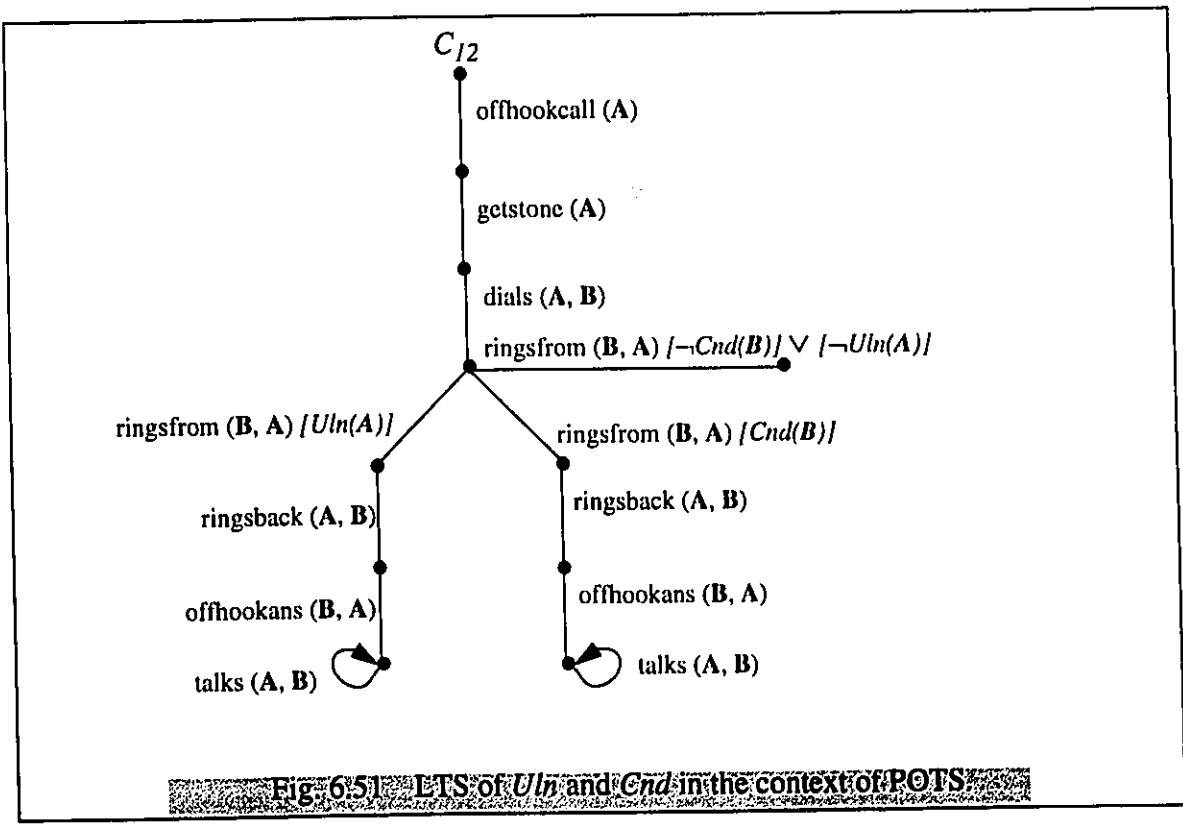 C/2
offhookcall (A)
getstone (A)
dials (A, B)
ringsfrom (B, A) [¬Cnd(B)] ∨ [¬Uln(A)]
ringsfrom (B, A) [Uln(A)]
ringsfrom (B, A) [Cnd(B)]
ringsback (A, B)
ringsback (A, B)
offhookans (B, A)
offhookans (B, A)
talks (A, B)
talks (A, B)
Fig. 6.51 LTS of Uln and Cnd in the context of POTS.